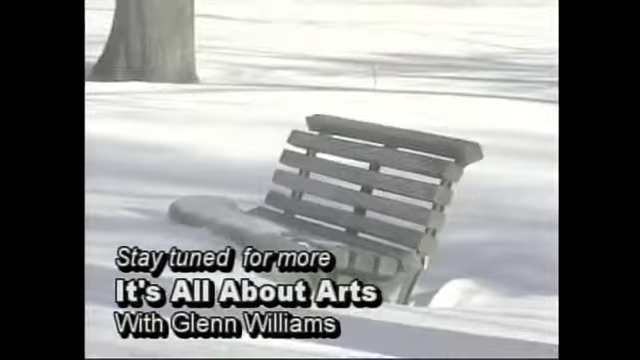 Stay tuned for more
It's All About Arts
With Glenn Williams